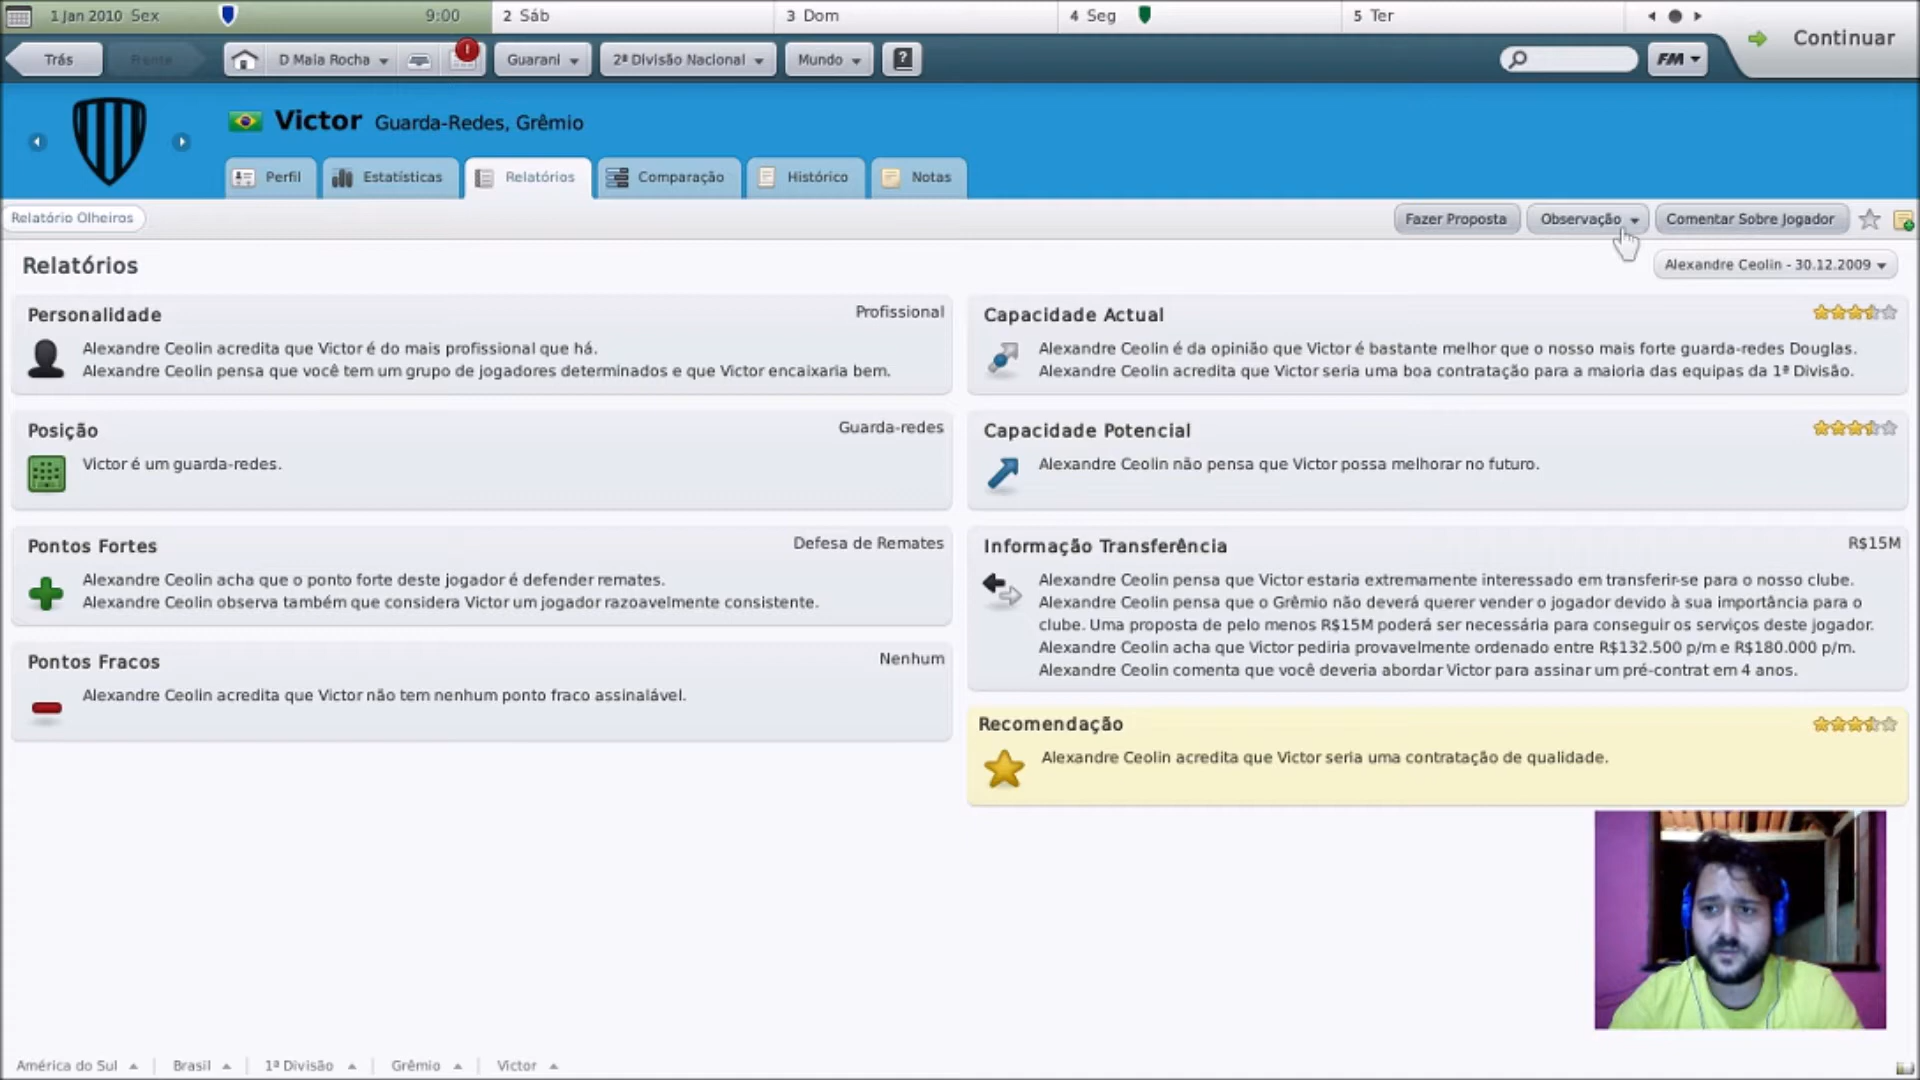 1 Jan 2010 Sex 9:00 2 Sáb 3 Dom 4 Seg 5 Ter
Continuar
Trás Frente D Maia Rocha Guarani 2ª Divisão Nacional Mundo ? FM
Victor Guarda-Redes, Grêmio
Perfil Estatísticas Relatórios Comparação Histórico Notas
Relatório Olheiros Fazer Proposta Observação Comentar Sobre Jogador
Relatórios Alexandre Ceolin - 30.12.2009
Personalidade Profissional
Alexandre Ceolin acredita que Victor é do mais profissional que há.
Alexandre Ceolin pensa que você tem um grupo de jogadores determinados e que Victor encaixaria bem.
Posição Guarda-redes
Victor é um guarda-redes.
Pontos Fortes Defesa de Remates
Alexandre Ceolin acha que o ponto forte deste jogador é defender remates.
Alexandre Ceolin observa também que considera Victor um jogador razoavelmente consistente.
Pontos Fracos Nenhum
Alexandre Ceolin acredita que Victor não tem nenhum ponto fraco assinalável.
Capacidade Actual
Alexandre Ceolin é da opinião que Victor é bastante melhor que o nosso mais forte guarda-redes Douglas.
Alexandre Ceolin acredita que Victor seria uma boa contratação para a maioria das equipas da 1ª Divisão.
Capacidade Potencial
Alexandre Ceolin não pensa que Victor possa melhorar no futuro.
Informação Transferência R$15M
Alexandre Ceolin pensa que Victor estaria extremamente interessado em transferir-se para o nosso clube.
Alexandre Ceolin pensa que o Grêmio não deverá querer vender o jogador devido à sua importância para o
clube. Uma proposta de pelo menos R$15M poderá ser necessária para conseguir os serviços deste jogador.
Alexandre Ceolin acha que Victor pediria provavelmente ordenado entre R$132.500 p/m e R$180.000 p/m.
Alexandre Ceolin comenta que você deveria abordar Victor para assinar um pré-contrat em 4 anos.
Recomendação
Alexandre Ceolin acredita que Victor seria uma contratação de qualidade.
América do Sul Brasil 1ª Divisão Grêmio Victor